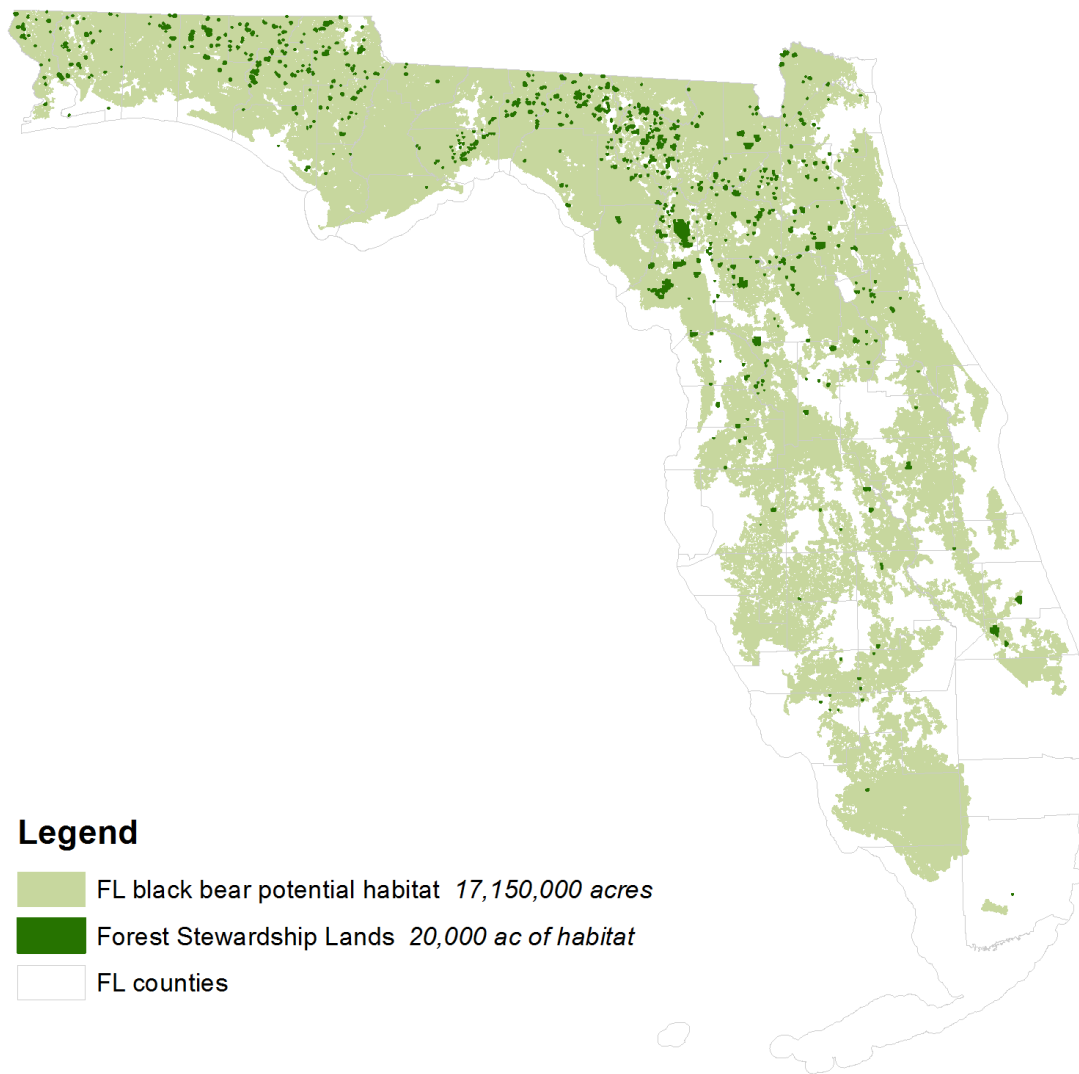 Legend
FL black bear potential habitat 17,150,000 acres
Forest Stewardship Lands 20,000 ac of habitat
FL counties